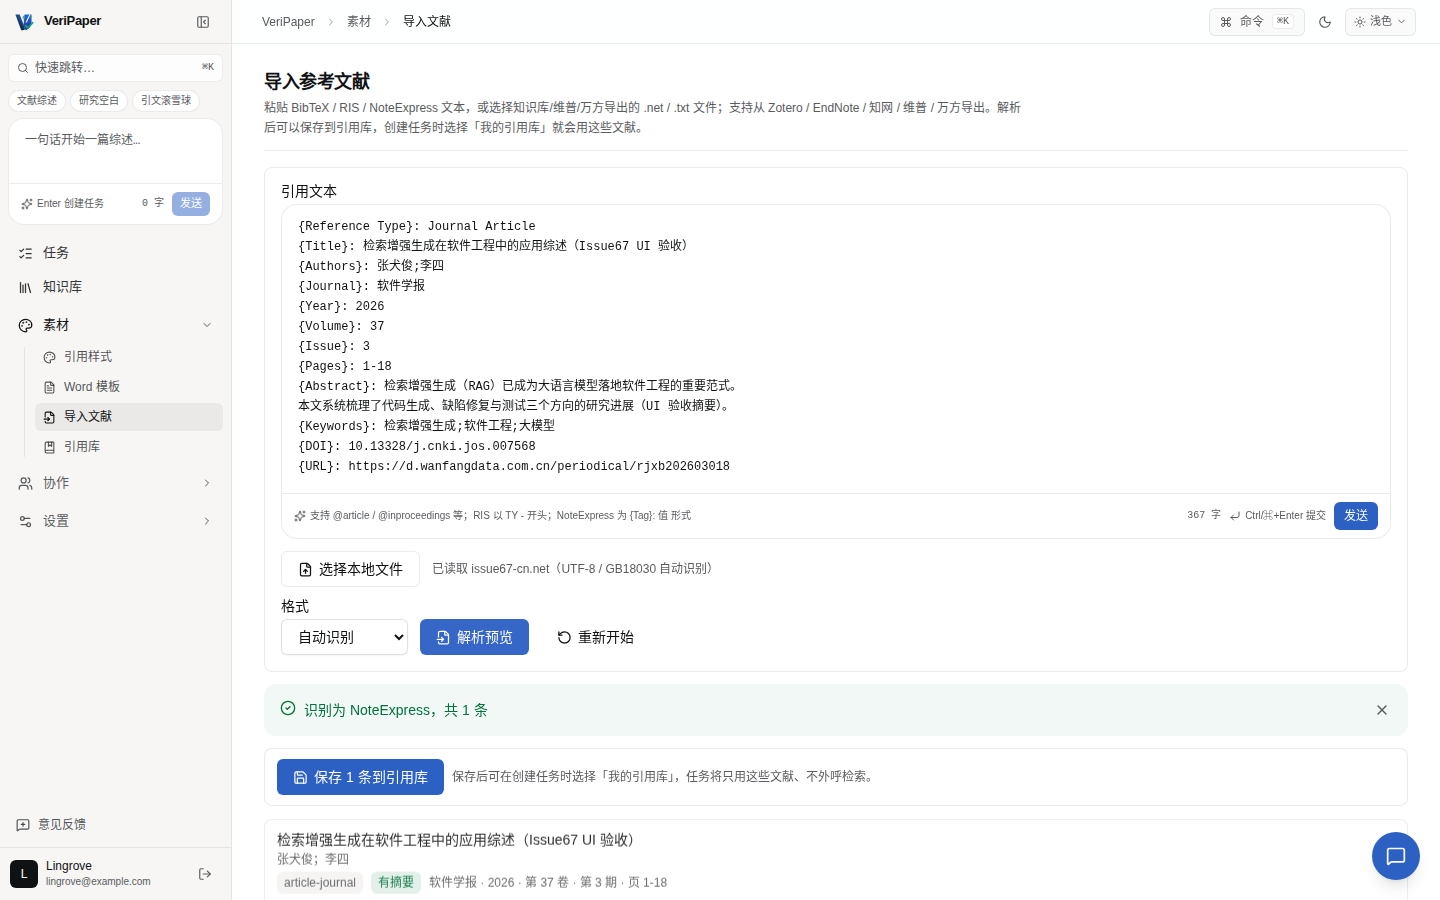 VeriPaper
VeriPaper > 素材 > 导入文献
⌘ 命令 ⌘K
浅色
快速跳转… ⌘K
文献综述 研究空白 引文滚雪球
一句话开始一篇综述…
Enter 创建任务 0 字 发送
任务
知识库
素材
引用样式
Word 模板
导入文献
引用库
协作
设置
意见反馈
L
Lingrove
lingrove@example.com
导入参考文献
粘贴 BibTeX / RIS / NoteExpress 文本，或选择知识库/维普/万方导出的 .net / .txt 文件；支持从 Zotero / EndNote / 知网 / 维普 / 万方导出。解析
后可以保存到引用库，创建任务时选择「我的引用库」就会用这些文献。
引用文本
{Reference Type}: Journal Article
{Title}: 检索增强生成在软件工程中的应用综述（Issue67 UI 验收）
{Authors}: 张犬俊;李四
{Journal}: 软件学报
{Year}: 2026
{Volume}: 37
{Issue}: 3
{Pages}: 1-18
{Abstract}: 检索增强生成（RAG）已成为大语言模型落地软件工程的重要范式。
本文系统梳理了代码生成、缺陷修复与测试三个方向的研究进展（UI 验收摘要）。
{Keywords}: 检索增强生成;软件工程;大模型
{DOI}: 10.13328/j.cnki.jos.007568
{URL}: https://d.wanfangdata.com.cn/periodical/rjxb202603018
支持 @article / @inproceedings 等；RIS 以 TY - 开头；NoteExpress 为 {Tag}: 值 形式
367 字 Ctrl/⌘+Enter 提交 发送
选择本地文件 已读取 issue67-cn.net（UTF-8 / GB18030 自动识别）
格式
自动识别 解析预览 重新开始
识别为 NoteExpress，共 1 条
保存 1 条到引用库 保存后可在创建任务时选择「我的引用库」，任务将只用这些文献、不外呼检索。
检索增强生成在软件工程中的应用综述（Issue67 UI 验收）
张犬俊；李四
article-journal 有摘要 软件学报 · 2026 · 第 37 卷 · 第 3 期 · 页 1-18